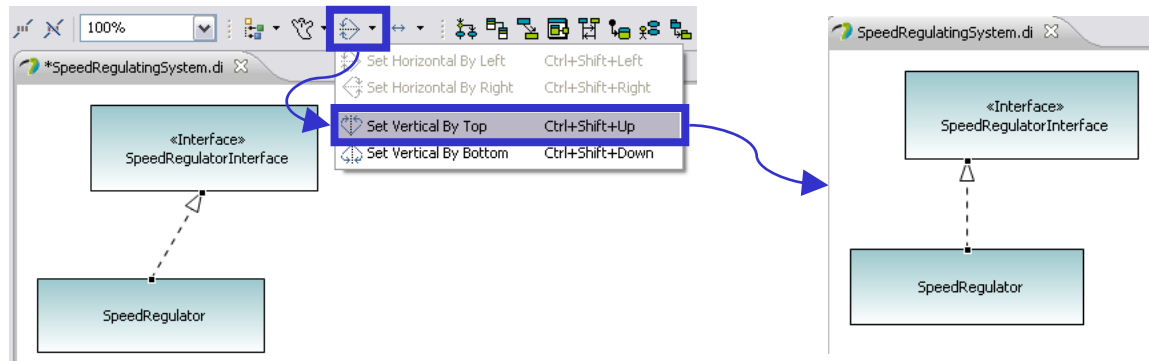 100%
*SpeedRegulatingSystem.di
Set Horizontal By Left Ctrl+Shift+Left
Set Horizontal By Right Ctrl+Shift+Right
Set Vertical By Top Ctrl+Shift+Up
Set Vertical By Bottom Ctrl+Shift+Down
«Interface»
SpeedRegulatorInterface
SpeedRegulator
SpeedRegulatingSystem.di
«Interface»
SpeedRegulatorInterface
SpeedRegulator